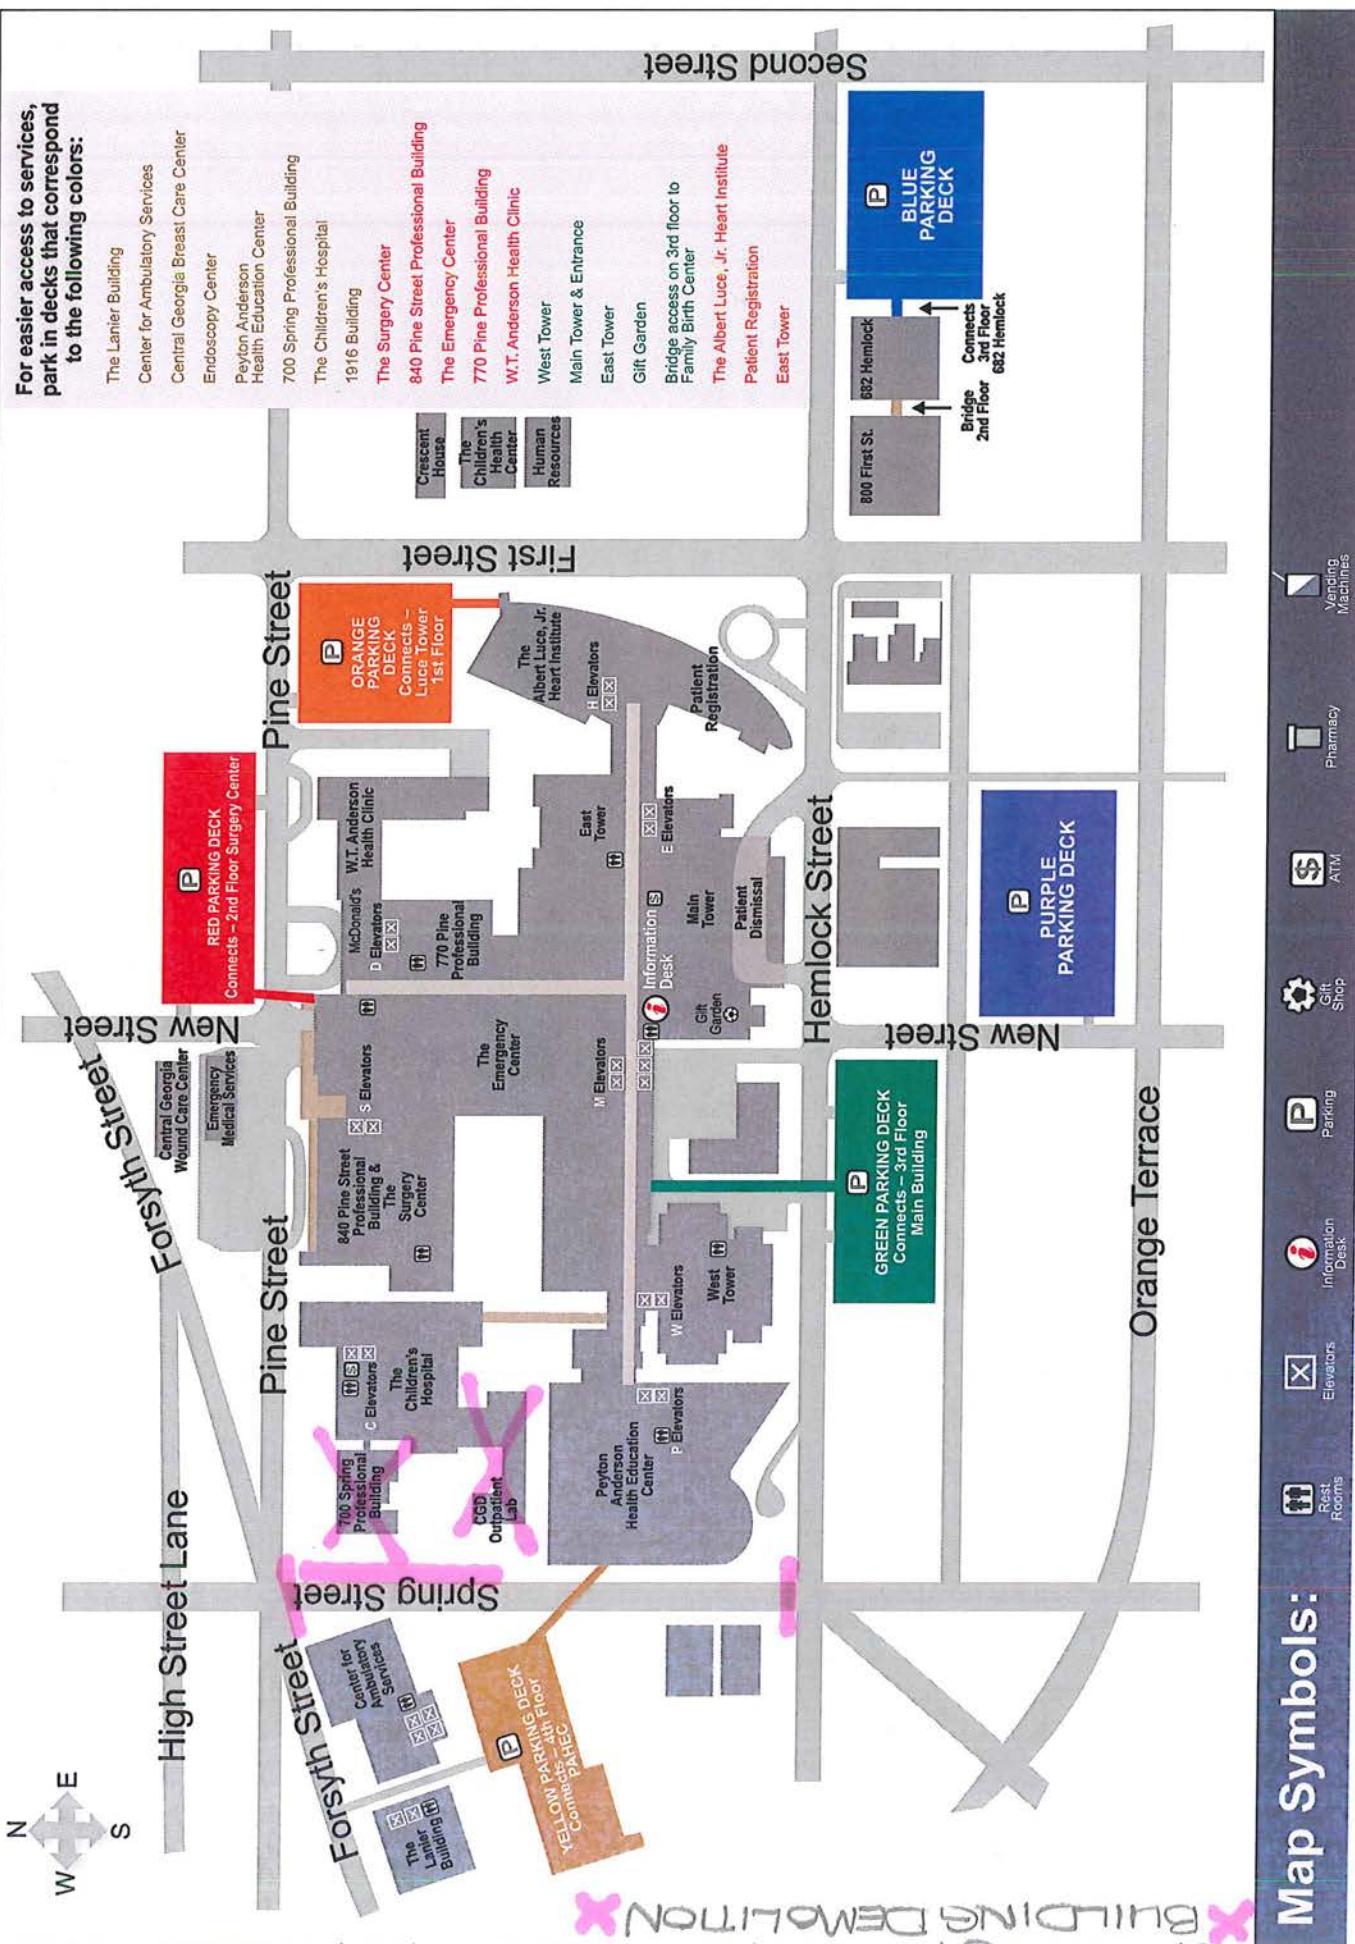 For easier access to services,
park in decks that correspond
to the following colors:
The Lanier Building
Center for Ambulatory Services
Central Georgia Breast Care Center
Endoscopy Center
Peyton Anderson
Health Education Center
700 Spring Professional Building
The Children's Hospital
1916 Building
The Surgery Center
840 Pine Street Professional Building
The Emergency Center
770 Pine Professional Building
W.T. Anderson Health Clinic
West Tower
Main Tower & Entrance
East Tower
Gift Garden
Bridge access on 3rd floor to
Family Birth Center
The Albert Luce, Jr. Heart Institute
Patient Registration
East Tower
N
W
E
S
High Street Lane
Forsyth Street
Forsyth Street
Pine Street
Pine Street
New Street
New Street
Spring Street
First Street
Second Street
Hemlock Street
Orange Terrace
Central Georgia
Wound Care Center
Emergency
Medical Services
P
RED PARKING DECK
Connects – 2nd Floor Surgery Center
P
ORANGE
PARKING
DECK
Connects –
Luce Tower
1st Floor
Crescent
House
The
Children's
Health
Center
Human
Resources
The
Lanier
Building
Center for
Ambulatory
Services
P
YELLOW PARKING DECK
Connects – 4th Floor
PAHEC
700 Spring
Professional
Building
CGD
Outpatient
Lab
S
C Elevators
The
Children's
Hospital
840 Pine Street
Professional
Building &
The
Surgery
Center
S Elevators
The
Emergency
Center
McDonald's
D Elevators
W.T. Anderson
Health Clinic
770 Pine
Professional
Building
East
Tower
The
Albert Luce, Jr.
Heart Institute
H Elevators
Patient
Registration
E Elevators
M Elevators
i
Information
Desk
S
Main
Tower
Patient
Dismissal
Gift
Garden
Peyton
Anderson
Health Education
Center
P Elevators
W Elevators
West
Tower
P
GREEN PARKING DECK
Connects – 3rd Floor
Main Building
P
PURPLE
PARKING DECK
800 First St.
682 Hemlock
Bridge
2nd Floor
Connects
3rd Floor
682 Hemlock
P
BLUE
PARKING
DECK
X BUILDING DEMOLITION X
Map Symbols:
Rest
Rooms
Elevators
i
Information
Desk
P
Parking
Gift
Shop
$
ATM
Pharmacy
Vending
Machines